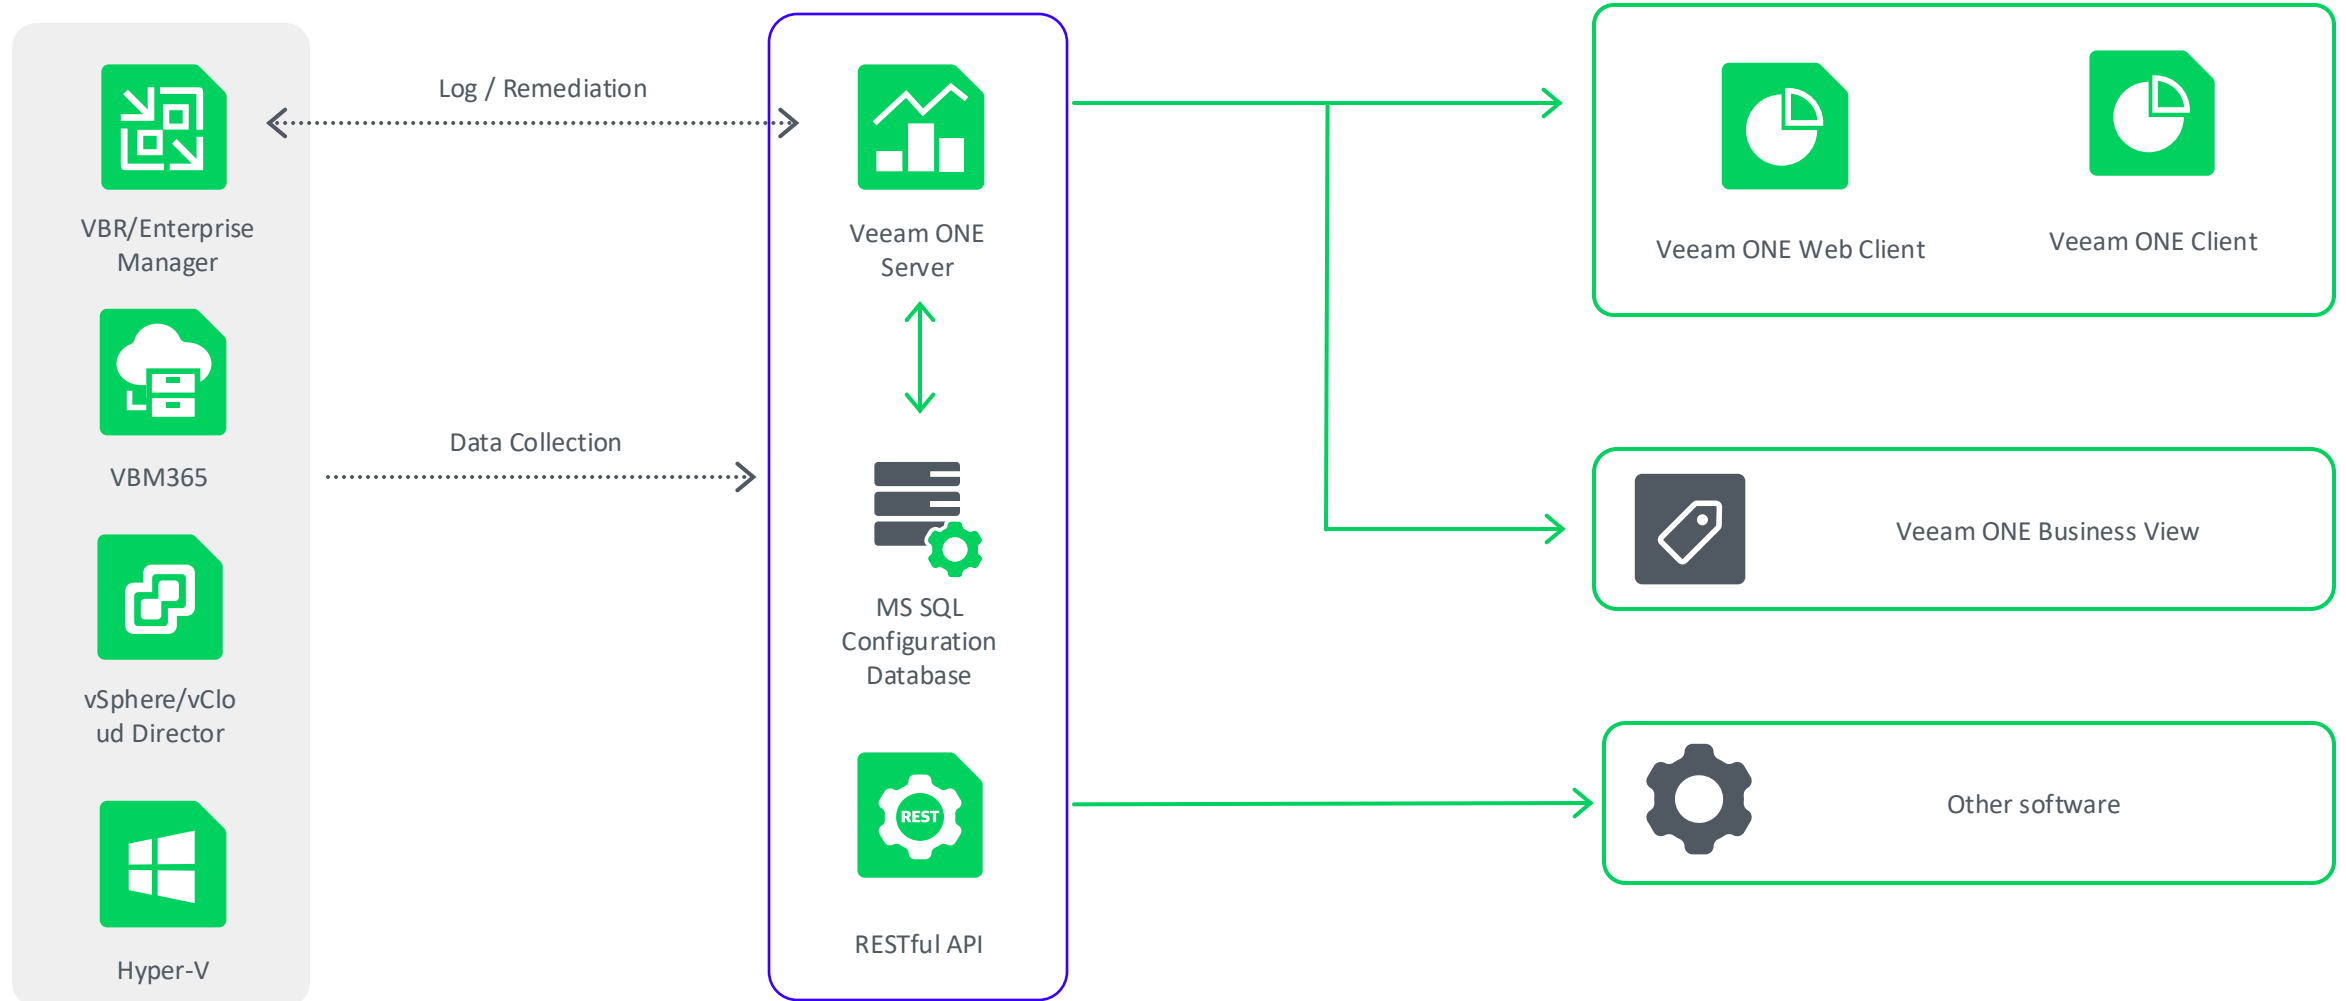 VBR/Enterprise
Manager
VBM365
vSphere/vClo
ud Director
Hyper-V
Log / Remediation
Data Collection
Veeam ONE
Server
MS SQL
Configuration
Database
REST
RESTful API
Veeam ONE Web Client
Veeam ONE Client
Veeam ONE Business View
Other software